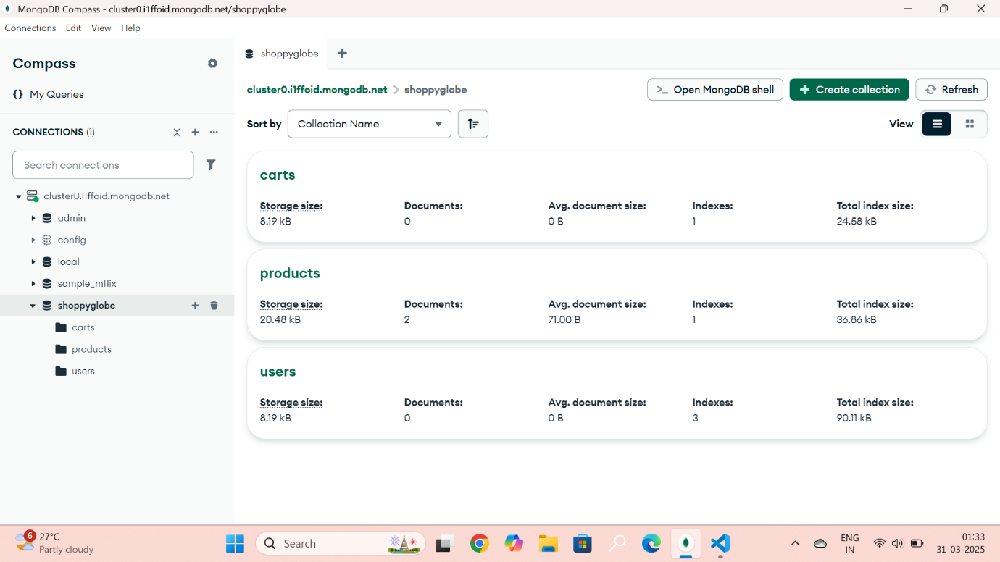 MongoDB Compass - cluster0.i1ffoid.mongodb.net/shoppyglobe
Connections Edit View Help
Compass
{} My Queries
CONNECTIONS (1)
Search connections
cluster0.i1ffoid.mongodb.net
admin
config
local
sample_mflix
shoppyglobe
carts
products
users
shoppyglobe
cluster0.i1ffoid.mongodb.net > shoppyglobe
>_ Open MongoDB shell
+ Create collection
Refresh
Sort by Collection Name
View
carts
Storage size: Documents: Avg. document size: Indexes: Total index size:
8.19 kB 0 0 B 1 24.58 kB
products
Storage size: Documents: Avg. document size: Indexes: Total index size:
20.48 kB 2 71.00 B 1 36.86 kB
users
Storage size: Documents: Avg. document size: Indexes: Total index size:
8.19 kB 0 0 B 3 90.11 kB
6
27°C
Partly cloudy
Search
ENG
IN
01:33
31-03-2025